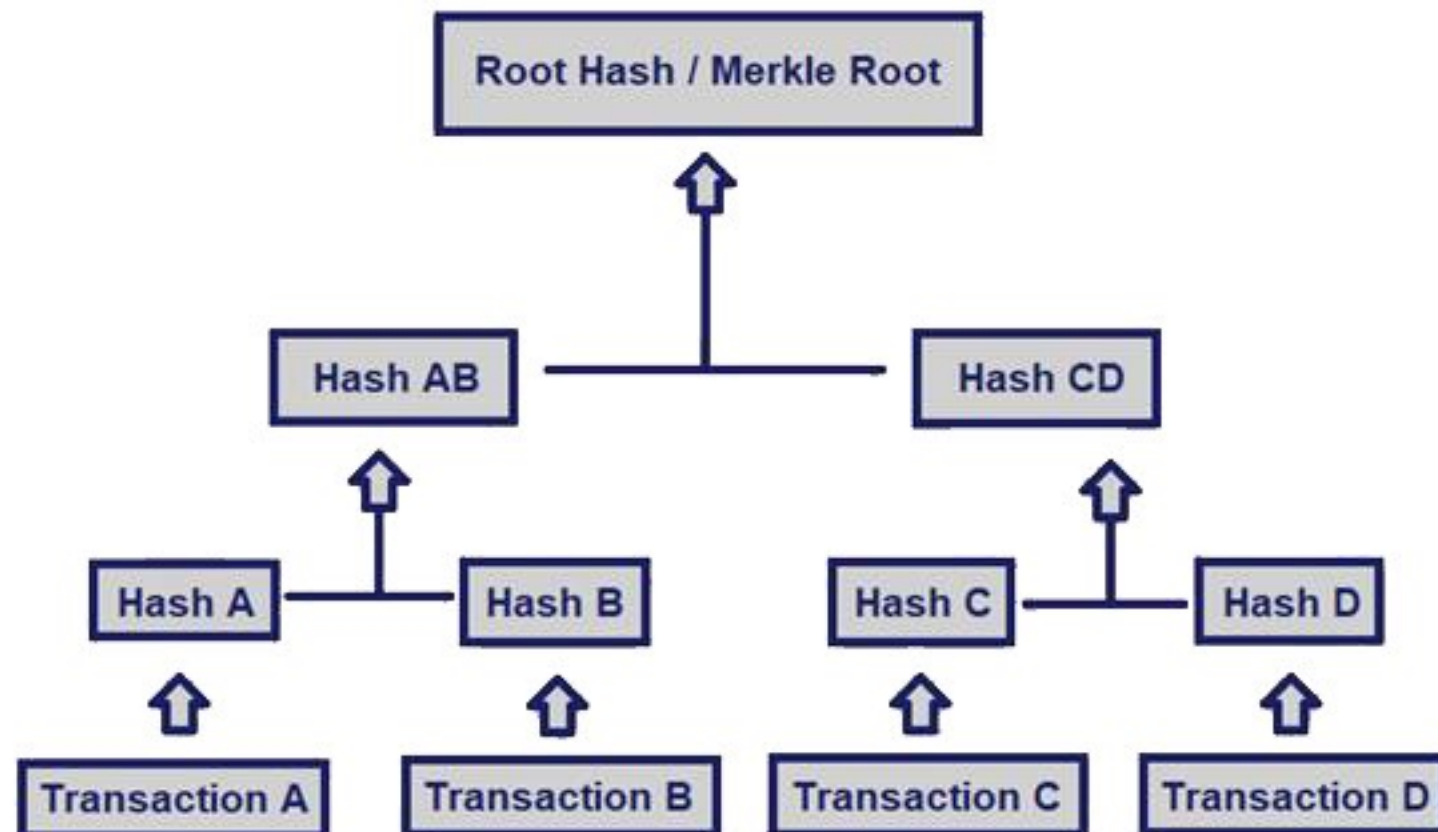 Root Hash / Merkle Root
Hash AB
Hash CD
Hash A
Hash B
Hash C
Hash D
Transaction A
Transaction B
Transaction C
Transaction D